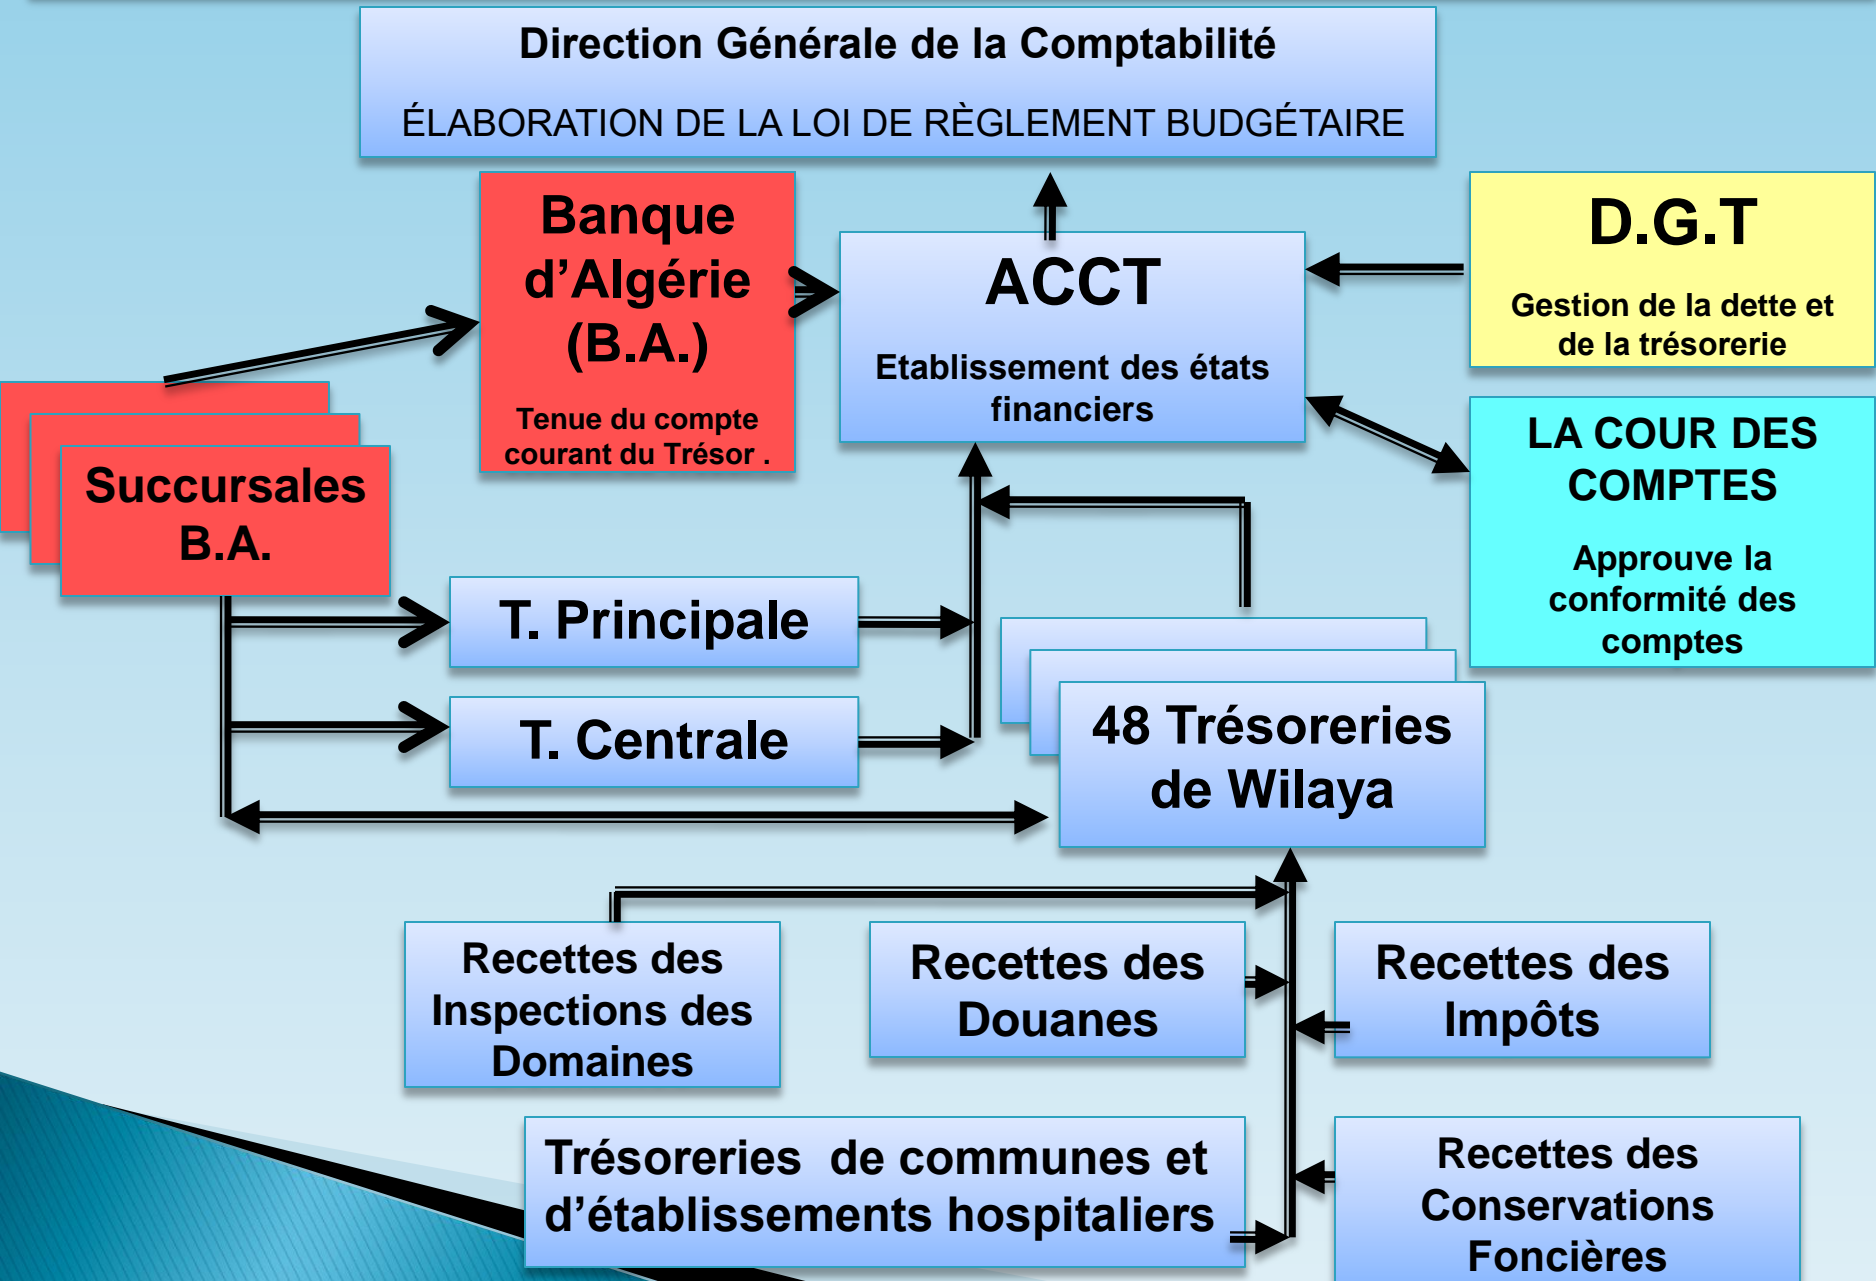 Direction Générale de la Comptabilité
ÉLABORATION DE LA LOI DE RÈGLEMENT BUDGÉTAIRE
Banque
d’Algérie
(B.A.)
Tenue du compte
courant du Trésor .
ACCT
Etablissement des états
financiers
D.G.T
Gestion de la dette et
de la trésorerie
LA COUR DES
COMPTES
Approuve la
conformité des
comptes
Succursales
B.A.
T. Principale
T. Centrale
48 Trésoreries
de Wilaya
Recettes des
Inspections des
Domaines
Recettes des
Douanes
Recettes des
Impôts
Trésoreries  de communes et
d’établissements hospitaliers
Recettes des
Conservations
Foncières